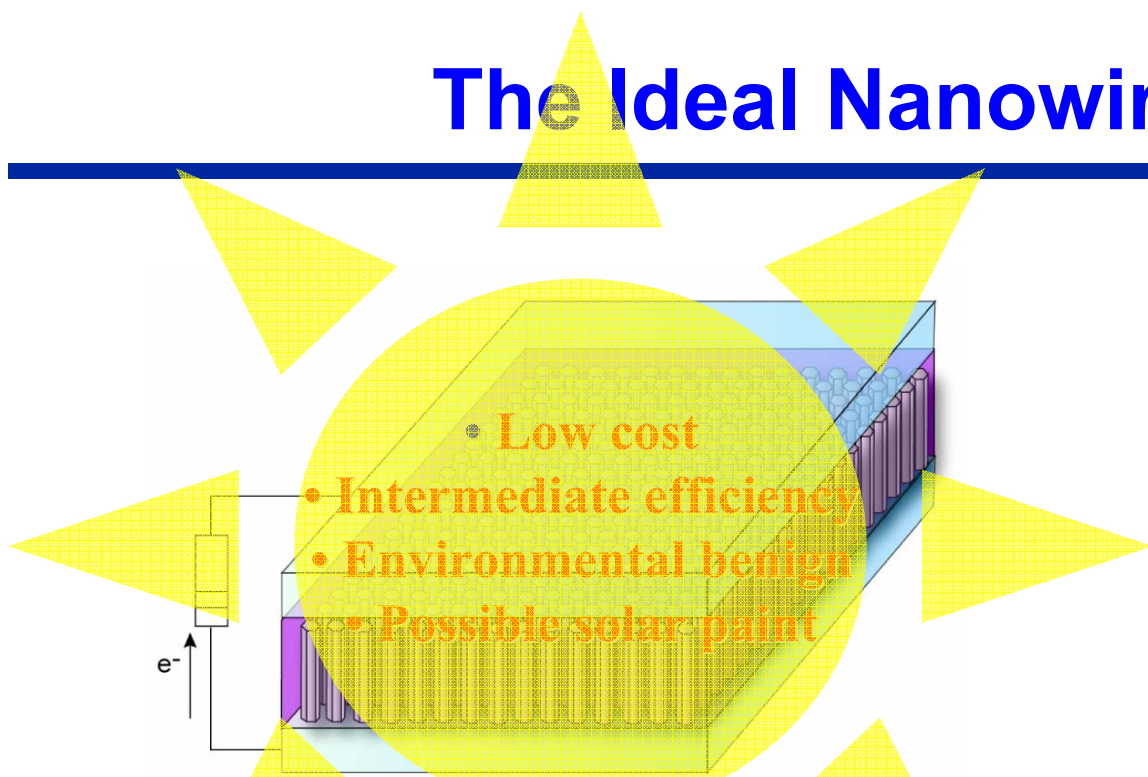 The Ideal Nanowir
• Low cost
• Intermediate efficiency
• Environmental benign
• Possible solar paint
e-